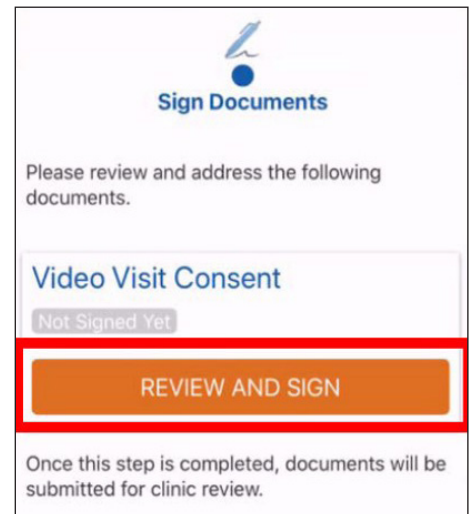 Sign Documents
Please review and address the following
documents.
Video Visit Consent
Not Signed Yet
REVIEW AND SIGN
Once this step is completed, documents will be
submitted for clinic review.